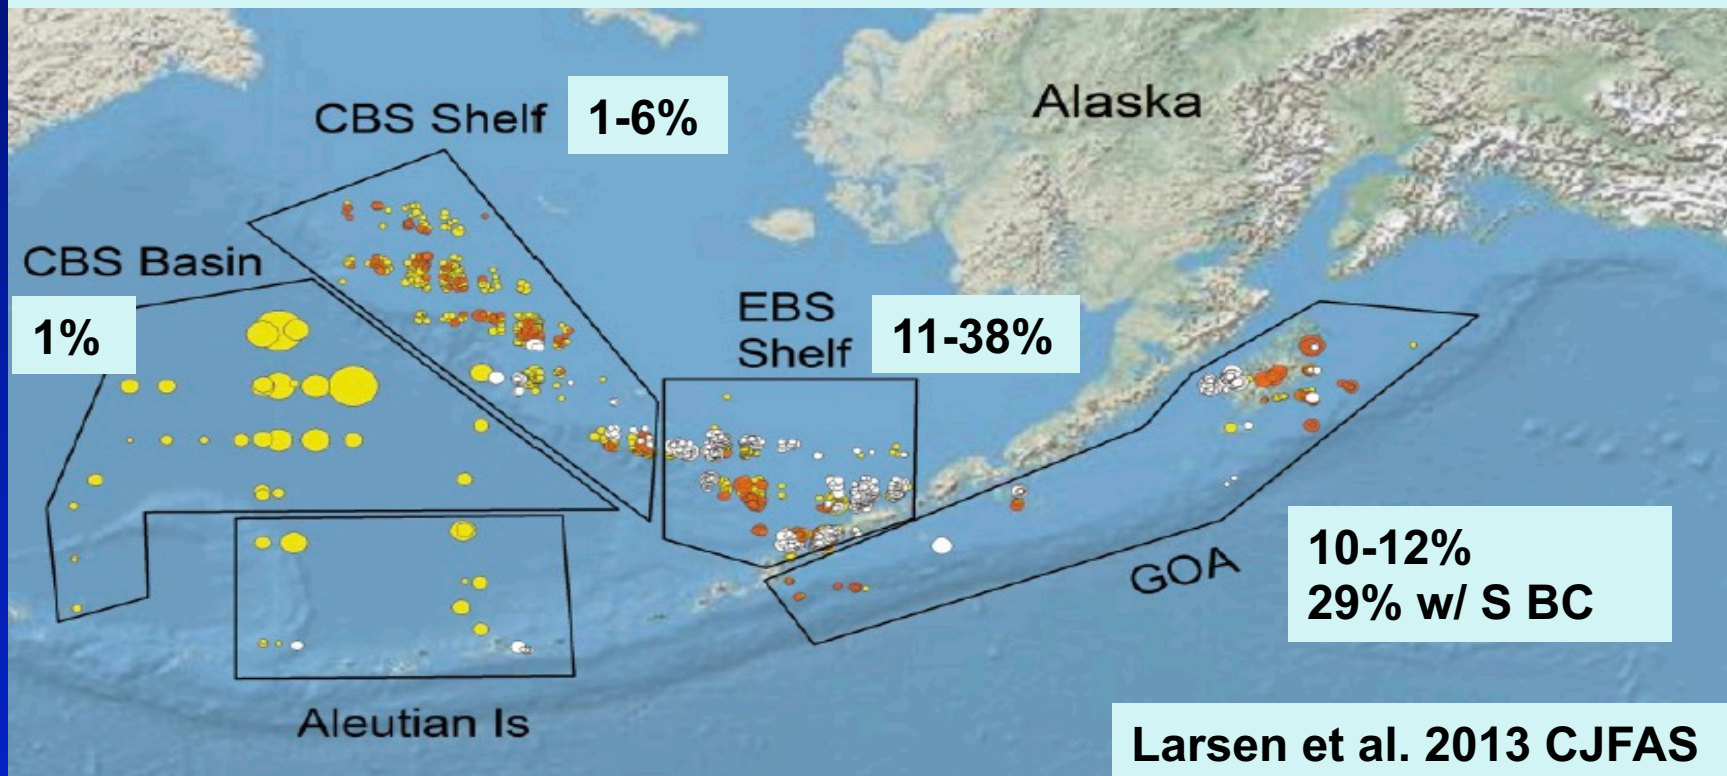 Alaska
CBS Shelf
1-6%
CBS Basin
1%
EBS
Shelf
11-38%
GOA
10-12%
29% w/ S BC
Aleutian Is
Larsen et al. 2013 CJFAS